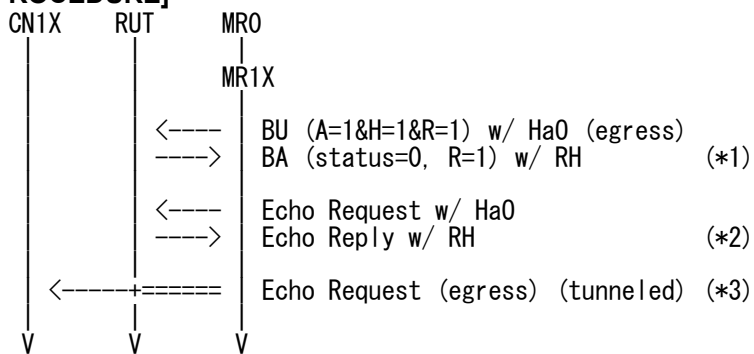 CN1X RUT MR0
MR1X
<---- BU (A=1&H=1&R=1) w/ HaO (egress)
----> BA (status=0, R=1) w/ RH (*1)
<---- Echo Request w/ HaO
----> Echo Reply w/ RH (*2)
<-----+====== Echo Request (egress) (tunneled) (*3)
V V V